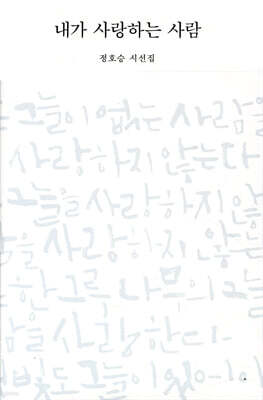 내가 사랑하는 사람
정호승 시선집
는 그늘이 없는 사람을
사랑하지 않는다
그늘을 사랑하지 않
을 사랑하지 않는
한 그루 나무의 그
늘을 사랑한다
빛도 그늘이 있어